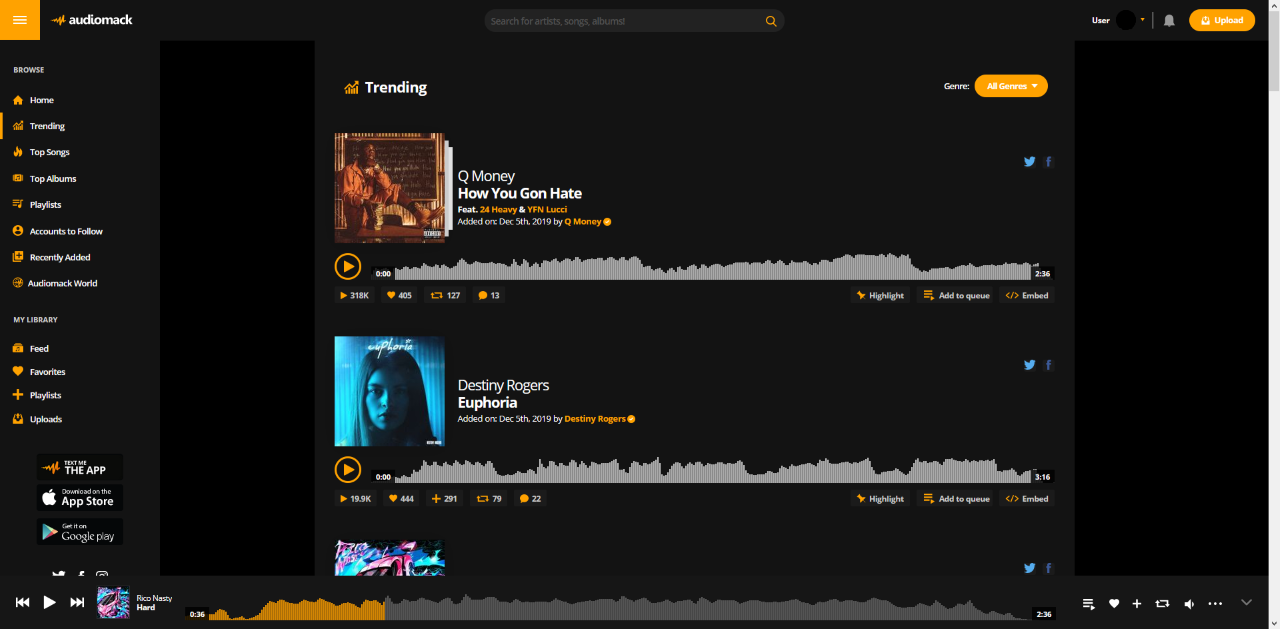 audiomack
Search for artists, songs, albums!
User
Upload
BROWSE
Home
Trending
Top Songs
Top Albums
Playlists
Accounts to Follow
Recently Added
Audiomack World
MY LIBRARY
Feed
Favorites
Playlists
Uploads
TEXT ME
THE APP
Download on the
App Store
Get it on
Google play
Trending
Genre:
All Genres
Q Money
How You Gon Hate
Feat. 24 Heavy & YFN Lucci
Added on: Dec 5th, 2019 by Q Money
0:00
2:36
318K
405
127
13
Highlight
Add to queue
</> Embed
euphoria
Destiny Rogers
Euphoria
Added on: Dec 5th, 2019 by Destiny Rogers
0:00
3:16
19.9K
444
291
79
22
Highlight
Add to queue
</> Embed
Rico Nasty
Hard
0:36
2:36